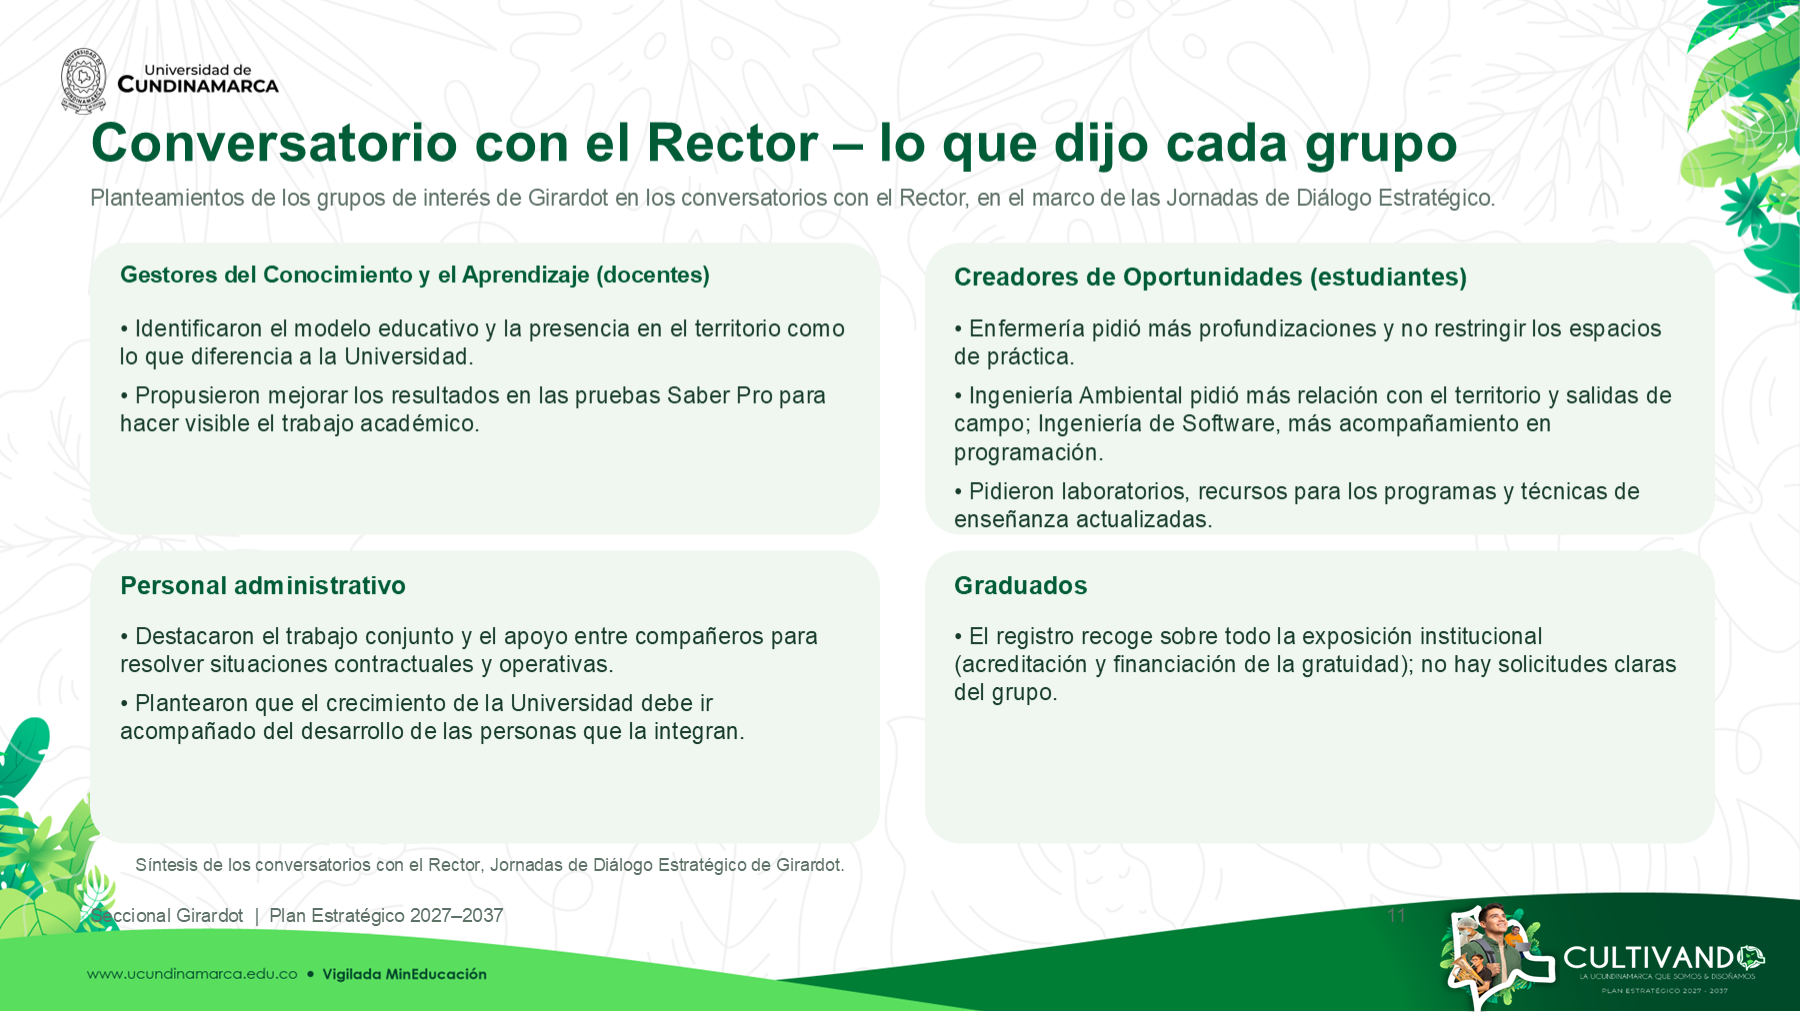 Universidad de
CUNDINAMARCA
Conversatorio con el Rector – lo que dijo cada grupo
Planteamientos de los grupos de interés de Girardot en los conversatorios con el Rector, en el marco de las Jornadas de Diálogo Estratégico.
Gestores del Conocimiento y el Aprendizaje (docentes)
• Identificaron el modelo educativo y la presencia en el territorio como
lo que diferencia a la Universidad.
• Propusieron mejorar los resultados en las pruebas Saber Pro para
hacer visible el trabajo académico.
Creadores de Oportunidades (estudiantes)
• Enfermería pidió más profundizaciones y no restringir los espacios
de práctica.
• Ingeniería Ambiental pidió más relación con el territorio y salidas de
campo; Ingeniería de Software, más acompañamiento en
programación.
• Pidieron laboratorios, recursos para los programas y técnicas de
enseñanza actualizadas.
Personal administrativo
• Destacaron el trabajo conjunto y el apoyo entre compañeros para
resolver situaciones contractuales y operativas.
• Plantearon que el crecimiento de la Universidad debe ir
acompañado del desarrollo de las personas que la integran.
Graduados
• El registro recoge sobre todo la exposición institucional
(acreditación y financiación de la gratuidad); no hay solicitudes claras
del grupo.
Síntesis de los conversatorios con el Rector, Jornadas de Diálogo Estratégico de Girardot.
Seccional Girardot | Plan Estratégico 2027–2037
11
www.ucundinamarca.edu.co • Vigilada MinEducación
CULTIVANDO
LA UCUNDINAMARCA QUE SOMOS & DISOÑAMOS
PLAN ESTRATÉGICO 2027 - 2037